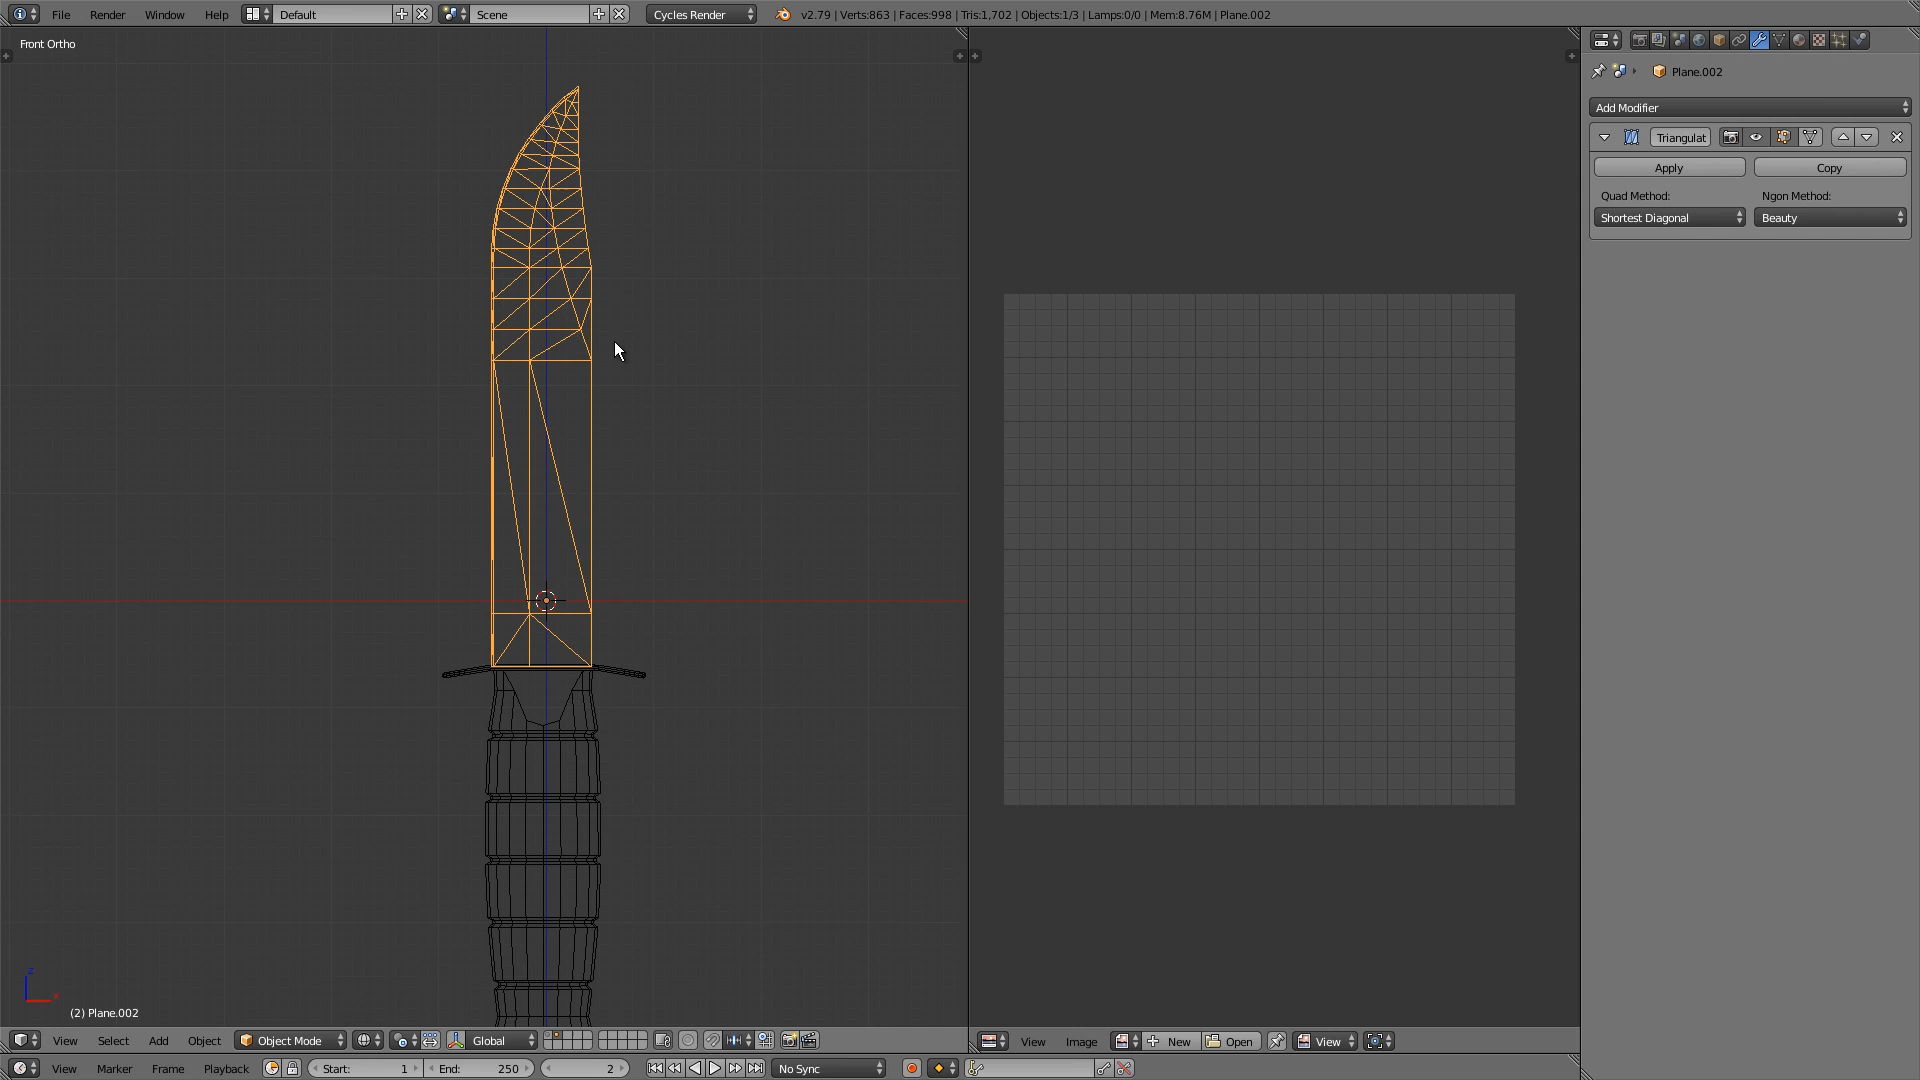 File Render Window Help Default Scene Cycles Render v2.79 | Verts:863 | Faces:998 | Tris:1,702 | Objects:1/3 | Lamps:0/0 | Mem:8.76M | Plane.002
Front Ortho
Plane.002
Add Modifier
Triangulat
Apply Copy
Quad Method: Ngon Method:
Shortest Diagonal Beauty
z
x
(2) Plane.002
View Select Add Object Object Mode Global View Image New Open View
View Marker Frame Playback Start: 1 End: 250 2 No Sync